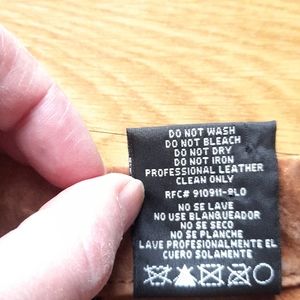 DO NOT WASH
DO NOT BLEACH
DO NOT DRY
DO NOT IRON
PROFESSIONAL LEATHER
CLEAN ONLY
RFC# 910911-9L0
NO SE LAVE
NO USE BLANQUEADOR
NO SE SECO
NO SE PLANCHE
LAVE PROFESIONALMENTE EL
CUERO SOLAMENTE